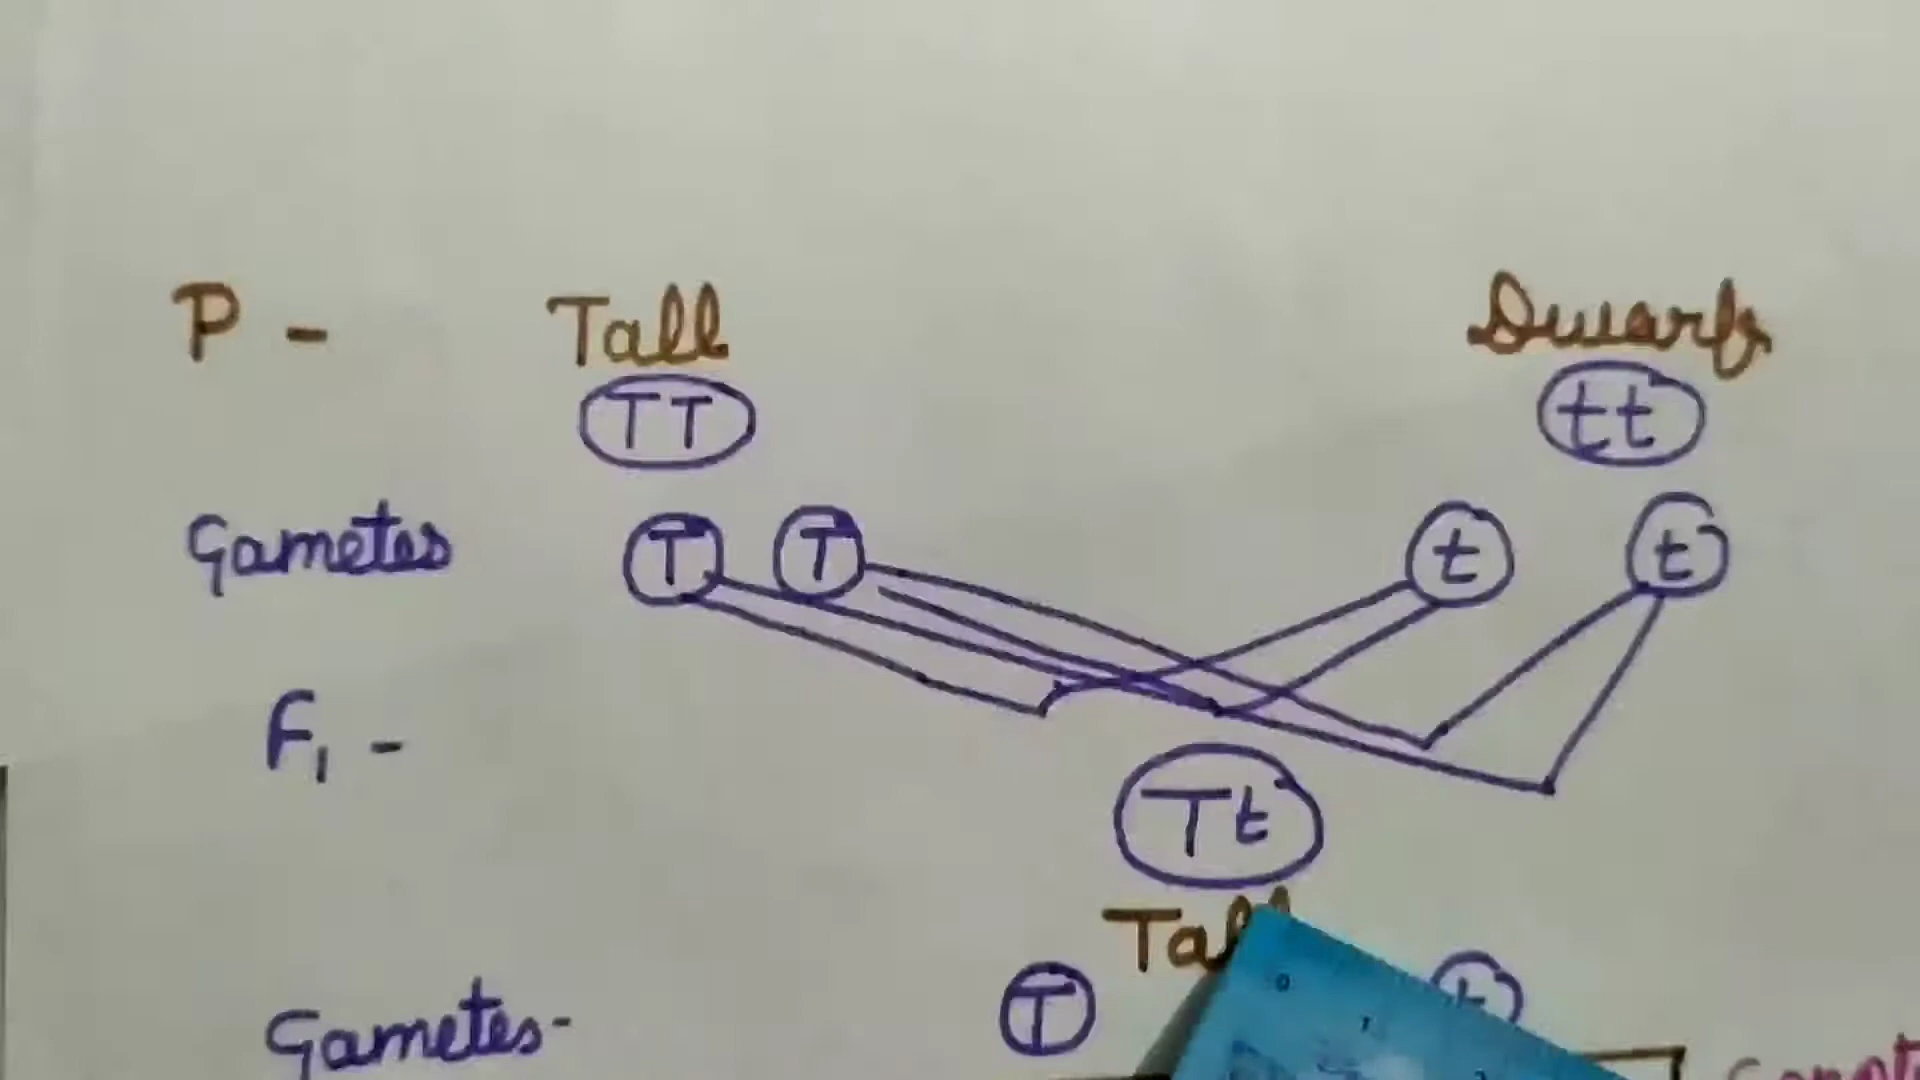 P - Tall Dwarf
TT tt
Gametes T T t t
F1 -
Tt
Gametes- T t